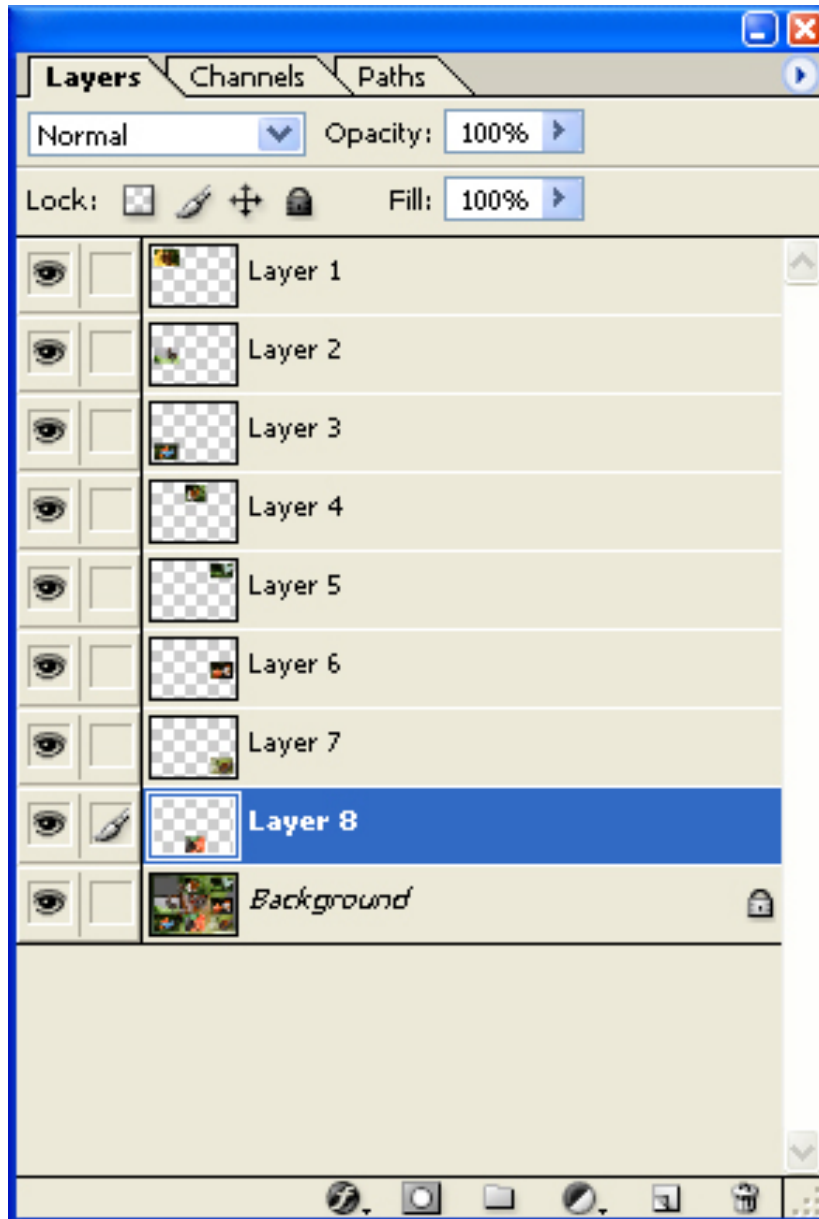 Layers Channels Paths
Normal Opacity: 100%
Lock: Fill: 100%
Layer 1
Layer 2
Layer 3
Layer 4
Layer 5
Layer 6
Layer 7
Layer 8
Background